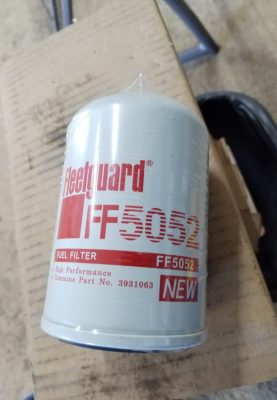 Fleetguard®
FF5052
FUEL FILTER FF5052
High Performance
Cummins Part No. 3931063
NEW